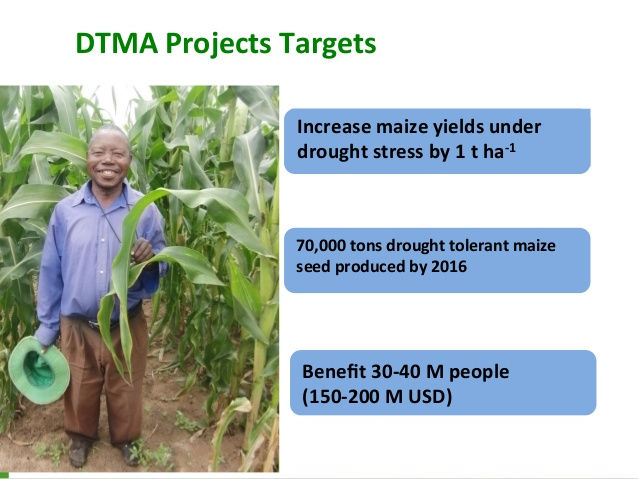 DTMA Projects Targets
Increase maize yields under
drought stress by 1 t ha⁻¹
70,000 tons drought tolerant maize
seed produced by 2016
Benefit 30-40 M people
(150-200 M USD)